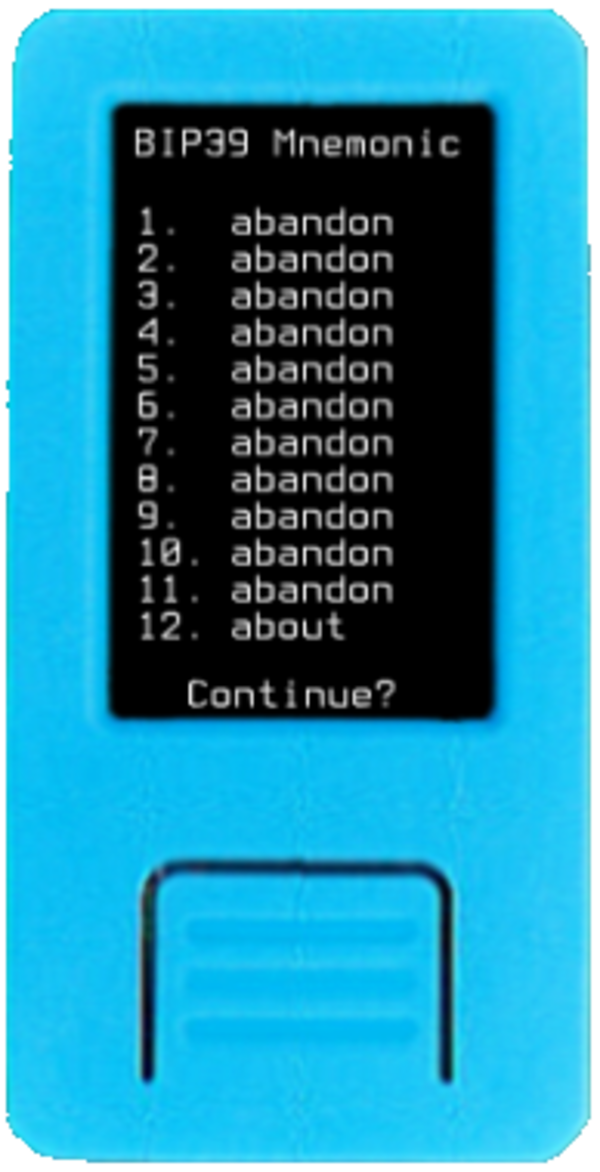 BIP39 Mnemonic
1. abandon
2. abandon
3. abandon
4. abandon
5. abandon
6. abandon
7. abandon
8. abandon
9. abandon
10. abandon
11. abandon
12. about
Continue?